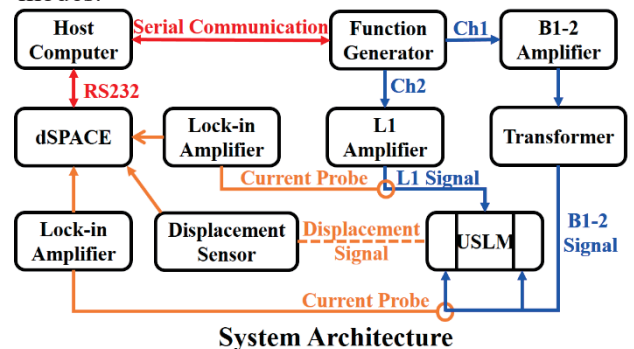 Host
Computer
Serial Communication
Function
Generator
Ch1
B1-2
Amplifier
RS232
Ch2
dSPACE
Lock-in
Amplifier
L1
Amplifier
Transformer
Current Probe
L1 Signal
Lock-in
Amplifier
Displacement
Sensor
Displacement
Signal
USLM
B1-2
Signal
Current Probe
System Architecture